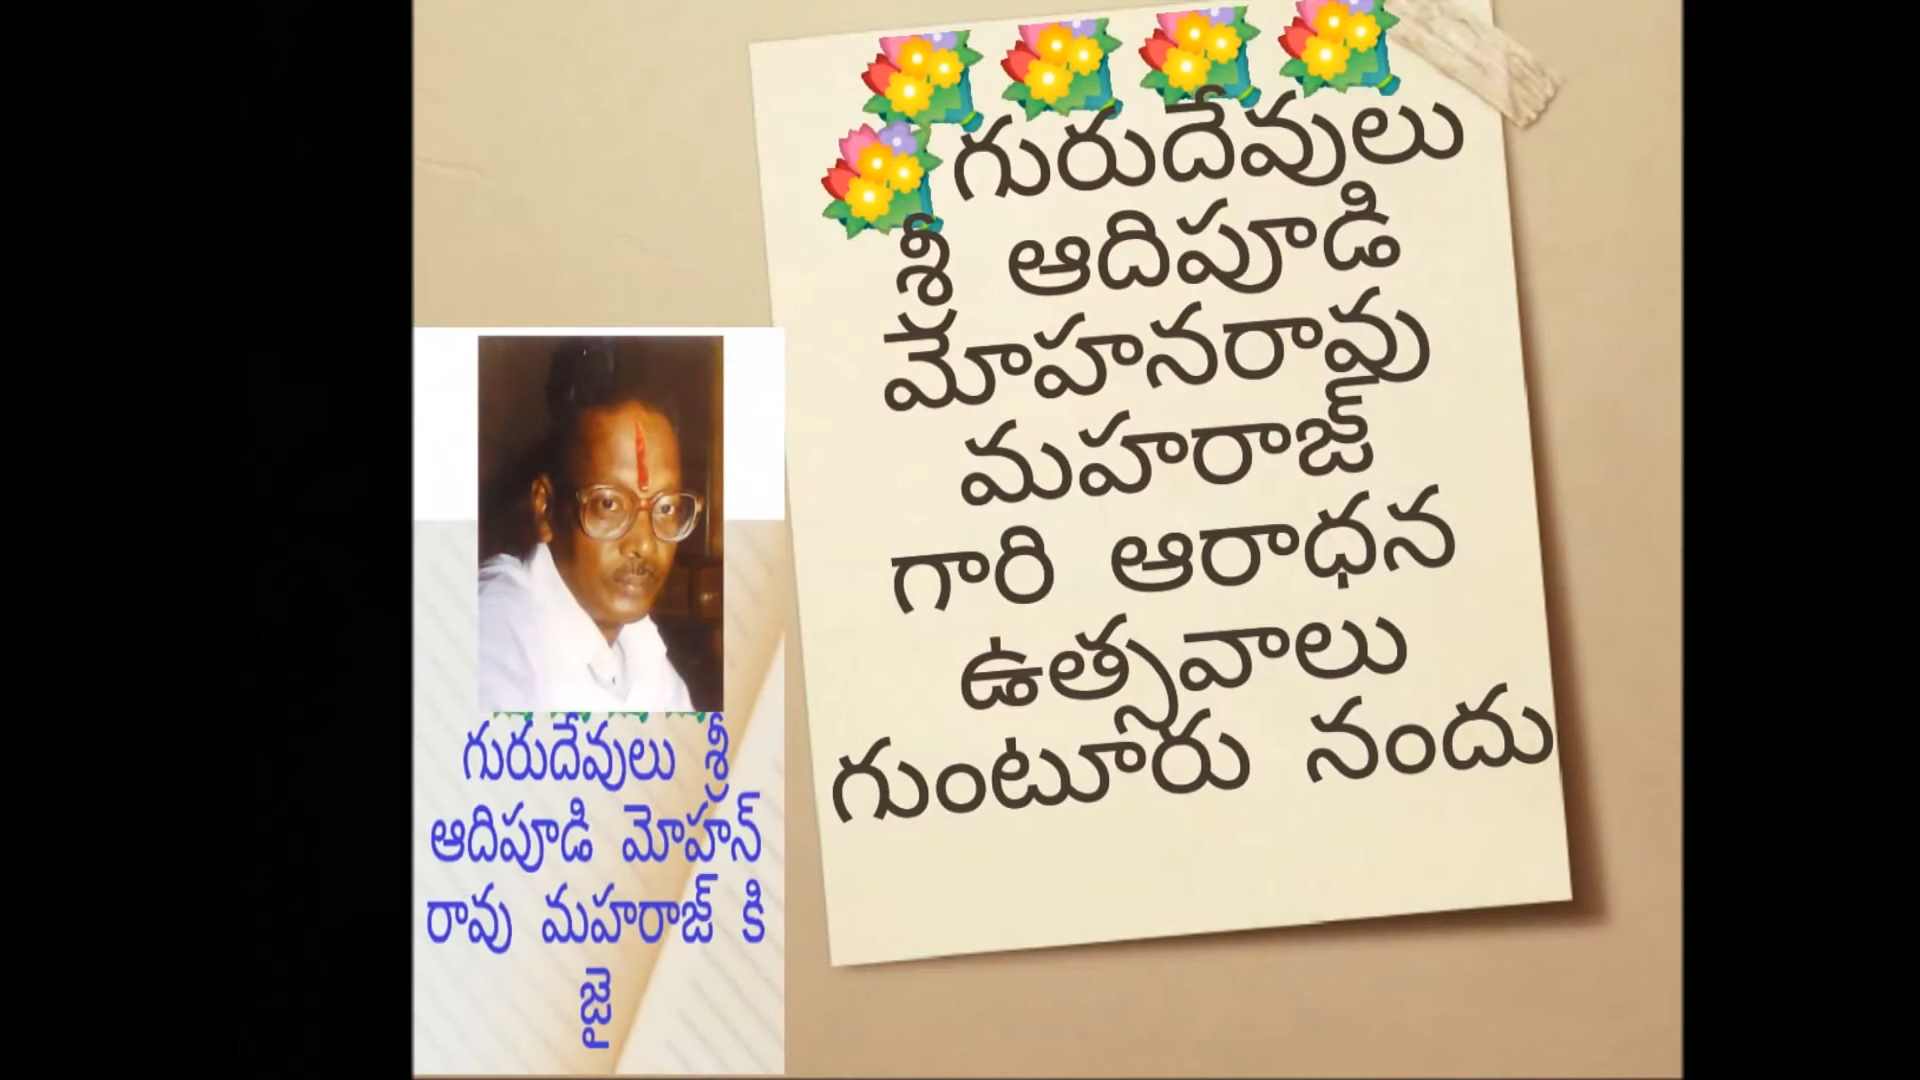 గురుదేవులు
శ్రీ ఆదిపూడి
మోహనరావు
మహరాజ్
గారి ఆరాధన
ఉత్సవాలు
గుంటూరు నందు
గురుదేవులు శ్రీ
ఆదిపూడి మోహన్
రావు మహరాజ్ కి
జై